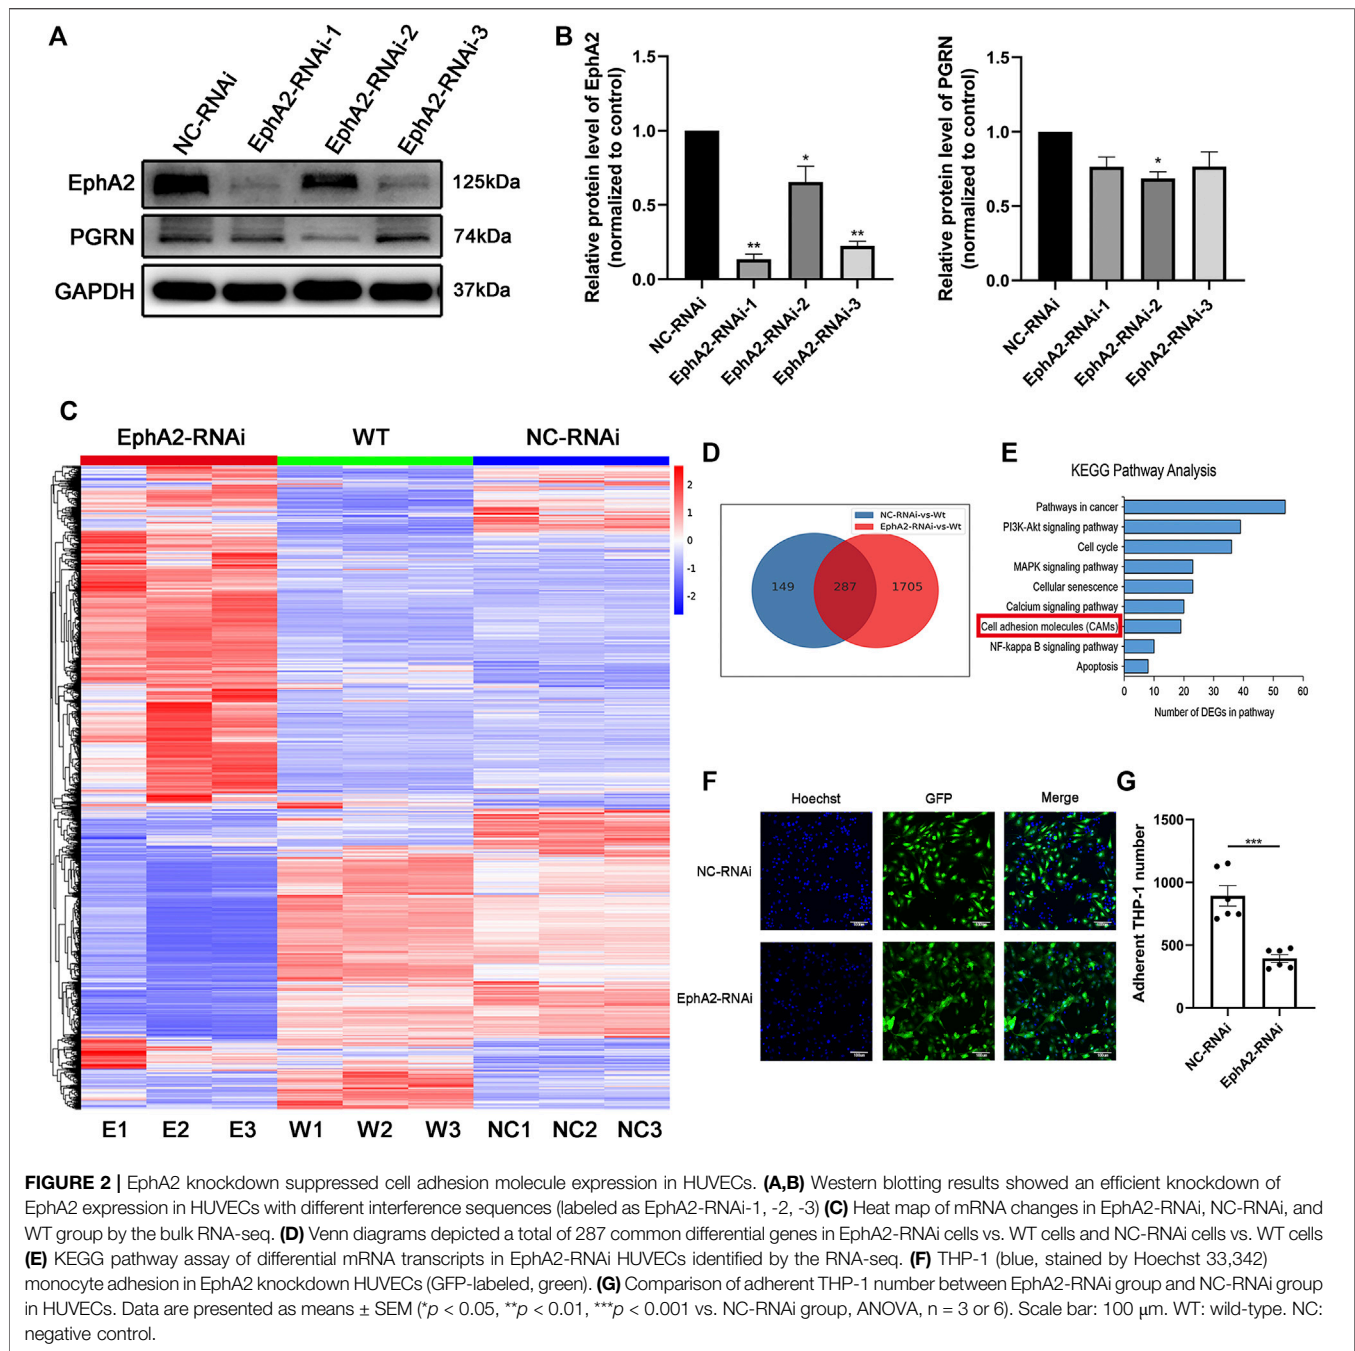 A
NC-RNAi
EphA2-RNAi-1
EphA2-RNAi-2
EphA2-RNAi-3
EphA2
125kDa
PGRN
74kDa
GAPDH
37kDa
B
Relative protein level of EphA2
(normalized to control)
1.5
1.0
0.5
0.0
**
*
**
NC-RNAi
EphA2-RNAi-1
EphA2-RNAi-2
EphA2-RNAi-3
Relative protein level of PGRN
(normalized to control)
1.5
1.0
0.5
0.0
*
NC-RNAi
EphA2-RNAi-1
EphA2-RNAi-2
EphA2-RNAi-3
C
EphA2-RNAi WT NC-RNAi
2
1
0
-1
-2
E1 E2 E3 W1 W2 W3 NC1 NC2 NC3
D
NC-RNAi-vs-Wt
EphA2-RNAi-vs-Wt
149 287 1705
E
KEGG Pathway Analysis
Pathways in cancer
PI3K-Akt signaling pathway
Cell cycle
MAPK signaling pathway
Cellular senescence
Calcium signaling pathway
Cell adhesion molecules (CAMs)
NF-kappa B signaling pathway
Apoptosis
0 10 20 30 40 50 60
Number of DEGs in pathway
F
Hoechst GFP Merge
NC-RNAi
EphA2-RNAi
G
Adherent THP-1 number
1500
1000
500
0
***
NC-RNAi
EphA2-RNAi
FIGURE 2 | EphA2 knockdown suppressed cell adhesion molecule expression in HUVECs. (A,B) Western blotting results showed an efficient knockdown of
EphA2 expression in HUVECs with different interference sequences (labeled as EphA2-RNAi-1, -2, -3) (C) Heat map of mRNA changes in EphA2-RNAi, NC-RNAi, and
WT group by the bulk RNA-seq. (D) Venn diagrams depicted a total of 287 common differential genes in EphA2-RNAi cells vs. WT cells and NC-RNAi cells vs. WT cells
(E) KEGG pathway assay of differential mRNA transcripts in EphA2-RNAi HUVECs identified by the RNA-seq. (F) THP-1 (blue, stained by Hoechst 33,342)
monocyte adhesion in EphA2 knockdown HUVECs (GFP-labeled, green). (G) Comparison of adherent THP-1 number between EphA2-RNAi group and NC-RNAi group
in HUVECs. Data are presented as means ± SEM (*p < 0.05, **p < 0.01, ***p < 0.001 vs. NC-RNAi group, ANOVA, n = 3 or 6). Scale bar: 100 μm. WT: wild-type. NC:
negative control.